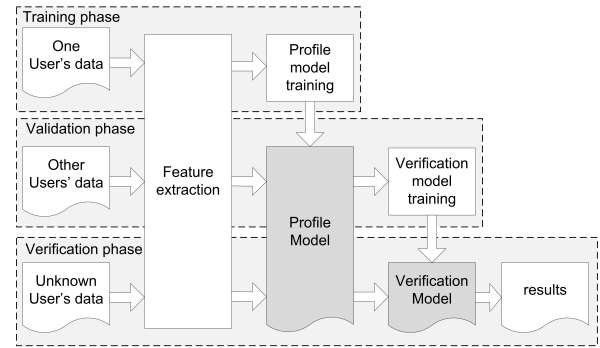 Training phase
One
User's data
Profile
model
training
Validation phase
Other
Users' data
Feature
extraction
Verification
model
training
Profile
Model
Verification phase
Unknown
User's data
Verification
Model
results